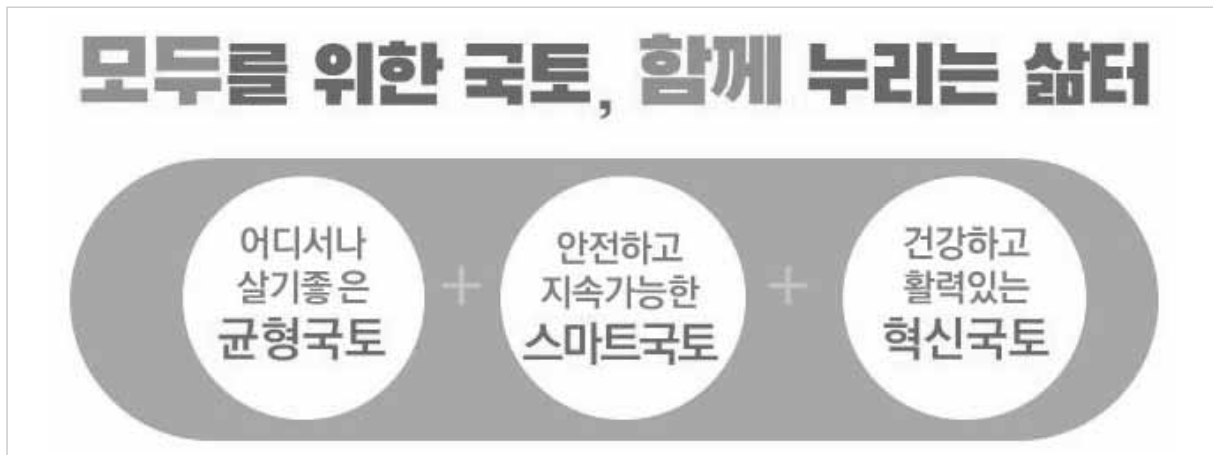 모두를 위한 국토, 함께 누리는 삶터
어디서나
살기좋은
균형국토
+
안전하고
지속가능한
스마트국토
+
건강하고
활력있는
혁신국토